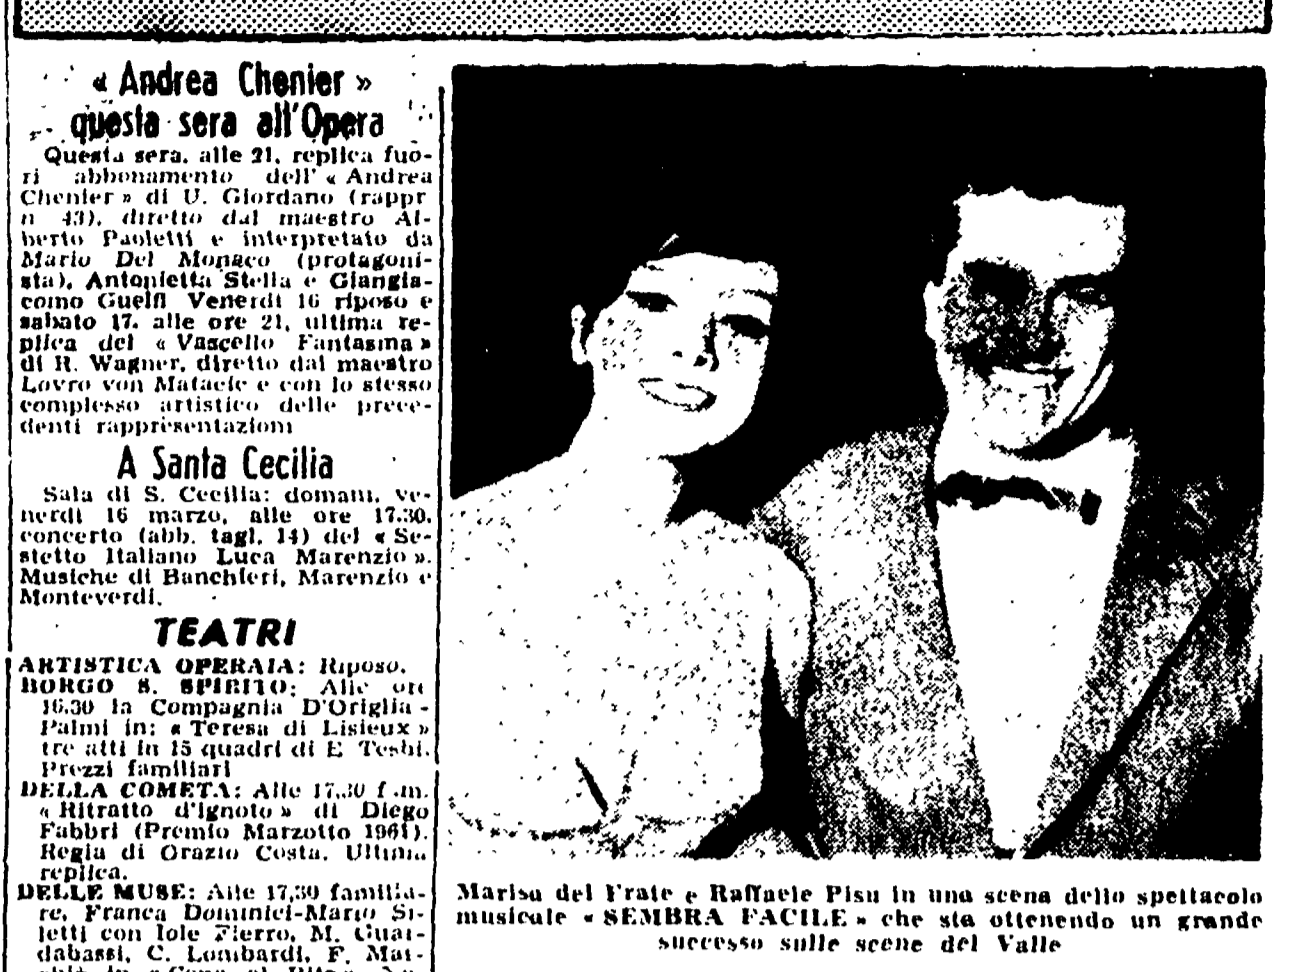 « Andrea Chenier »
questa sera all'Opera
Questa sera, alle 21, replica fuo-
ri abbonamento dell' « Andrea
Chenier » di U. Giordano (rappr
n 43), diretto dal maestro Al-
berto Paoletti e interpretato da
Mario Del Monaco (protagoni-
sta), Antonietta Stella e Giangia-
como Guelfi Venerdì 16 riposo e
sabato 17, alle ore 21, ultima re-
plica del « Vascello Fantasma »
di R. Wagner, diretto dal maestro
Lovro von Matacic e con lo stesso
complesso artistico delle prece-
denti rappresentazioni
A Santa Cecilia
Sala di S. Cecilia: domani, ve-
nerdì 16 marzo, alle ore 17.30,
concerto (abb. tagl. 14) del « Se-
stetto Italiano Luca Marenzio ».
Musiche di Banchieri, Marenzio e
Monteverdi.
TEATRI
ARTISTICA OPERAIA: Riposo.
BORGO S. SPIRITO: Alle ore
16.30 la Compagnia D'Origlia -
Palmi in: « Teresa di Lisieux »
tre atti in 15 quadri di E
Prezzi familiari
DELLA COMETA: Alle 17.30 fam.
« Ritratto d'ignoto » di Diego
Fabbri (Premio Marzotto 1961).
Regia di Orazio Costa. Ultima
replica.
DELLE MUSE: Alle 17,30 familia-
re, Franca Dominici-Mario Si-
letti con Iole Fierro, M. Guar-
dabassi, C. Lombardi, F. Mar-
Marisa del Frate e Raffaele Pisu in una scena dello spettacolo
musicale « SEMBRA FACILE » che sta ottenendo un grande
successo sulle scene del Valle